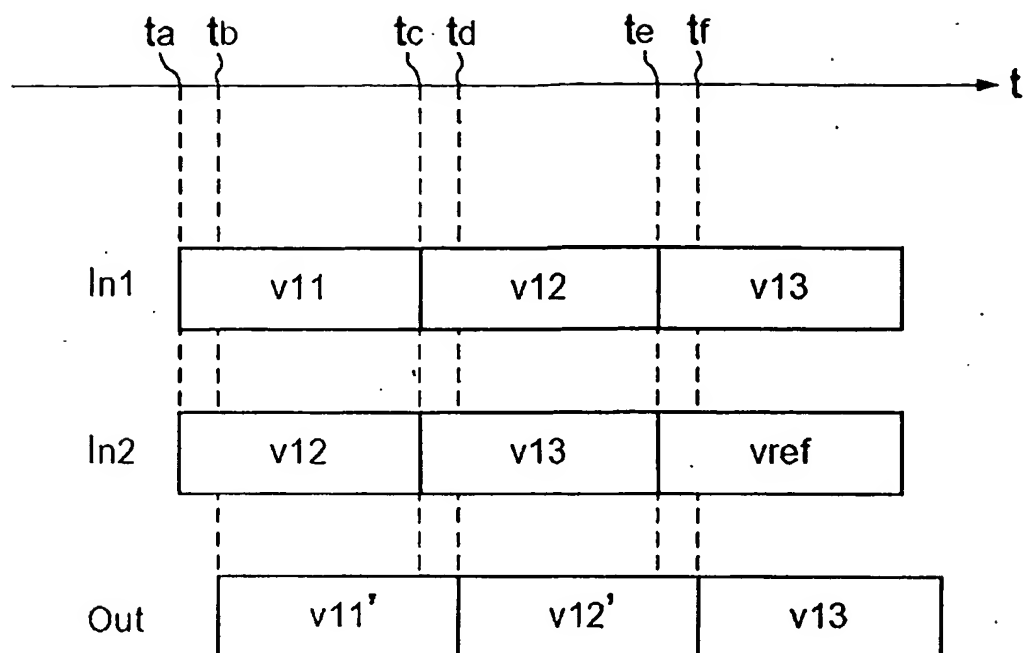 ta tb tc td te tf
t
In1 v11 v12 v13
In2 v12 v13 vref
Out v11' v12' v13